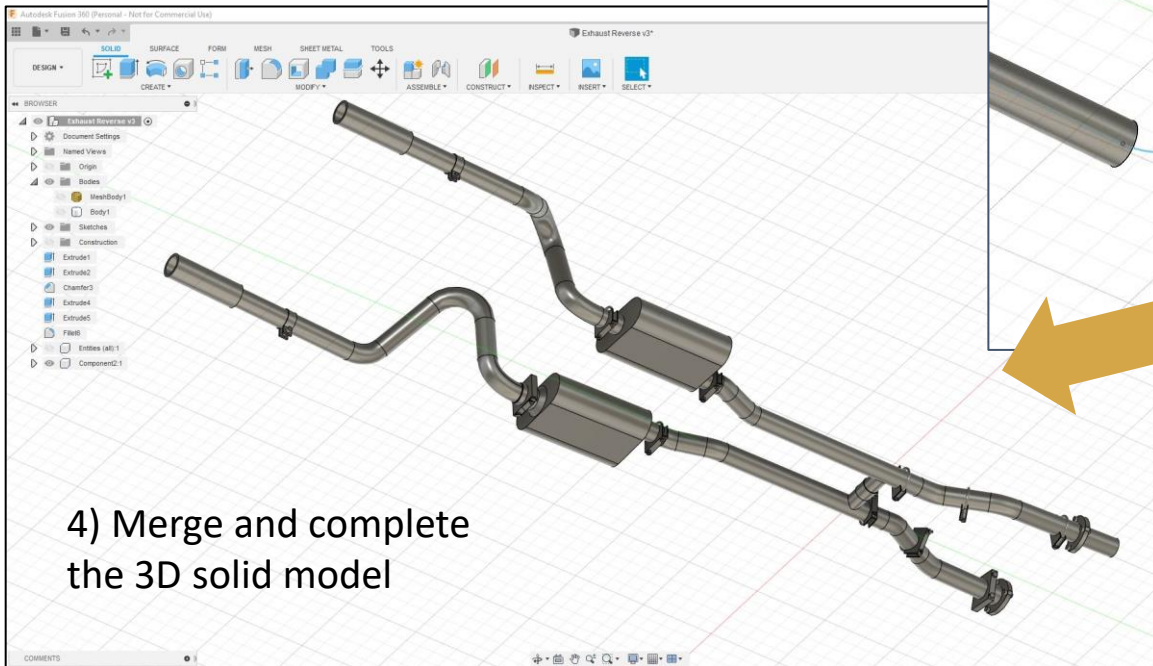 Autodesk Fusion 360 (Personal - Not for Commercial Use)
Exhaust Reverse v3*
SOLID SURFACE FORM MESH SHEET METAL TOOLS
DESIGN
CREATE MODIFY ASSEMBLE CONSTRUCT INSPECT INSERT SELECT
BROWSER
Exhaust Reverse v3
Document Settings
Named Views
Origin
Bodies
MeshBody1
Body1
Sketches
Construction
Extrude1
Extrude2
Chamfer3
Extrude4
Extrude5
Fillet6
Entities (all):1
Component2:1
4) Merge and complete
the 3D solid model
COMMENTS